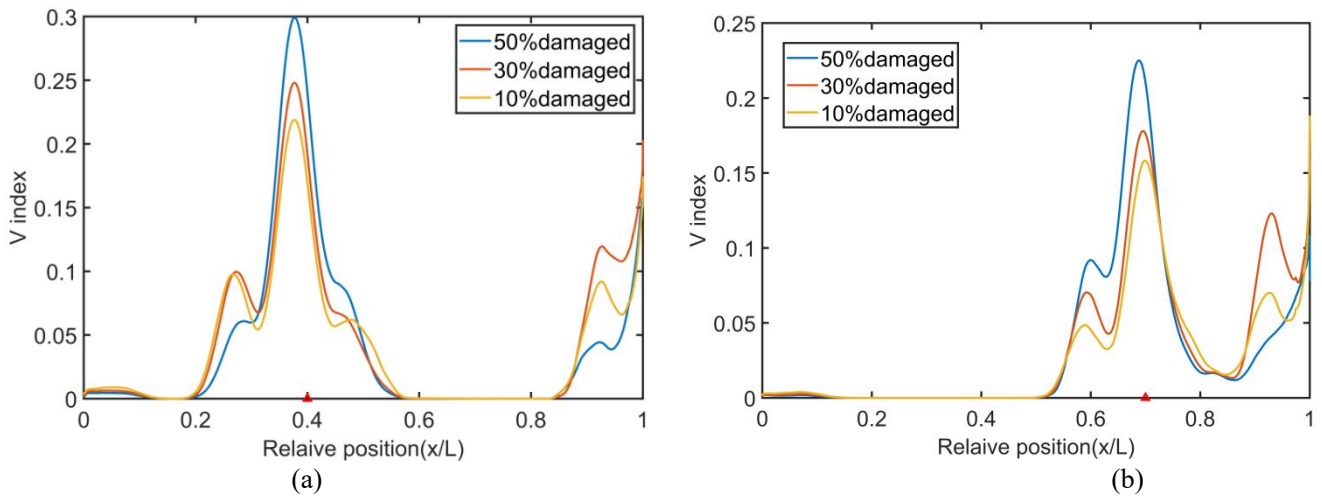 0.3
0.25
0.2
0.15
0.1
0.05
0
V index
50%damaged
30%damaged
10%damaged
0 0.2 0.4 0.6 0.8 1
Relaive position(x/L)
(a)
0.25
0.20
0.15
0.1
0.05
0
V index
50%damaged
30%damaged
10%damaged
0 0.2 0.4 0.6 0.8 1
Relaive position(x/L)
(b)